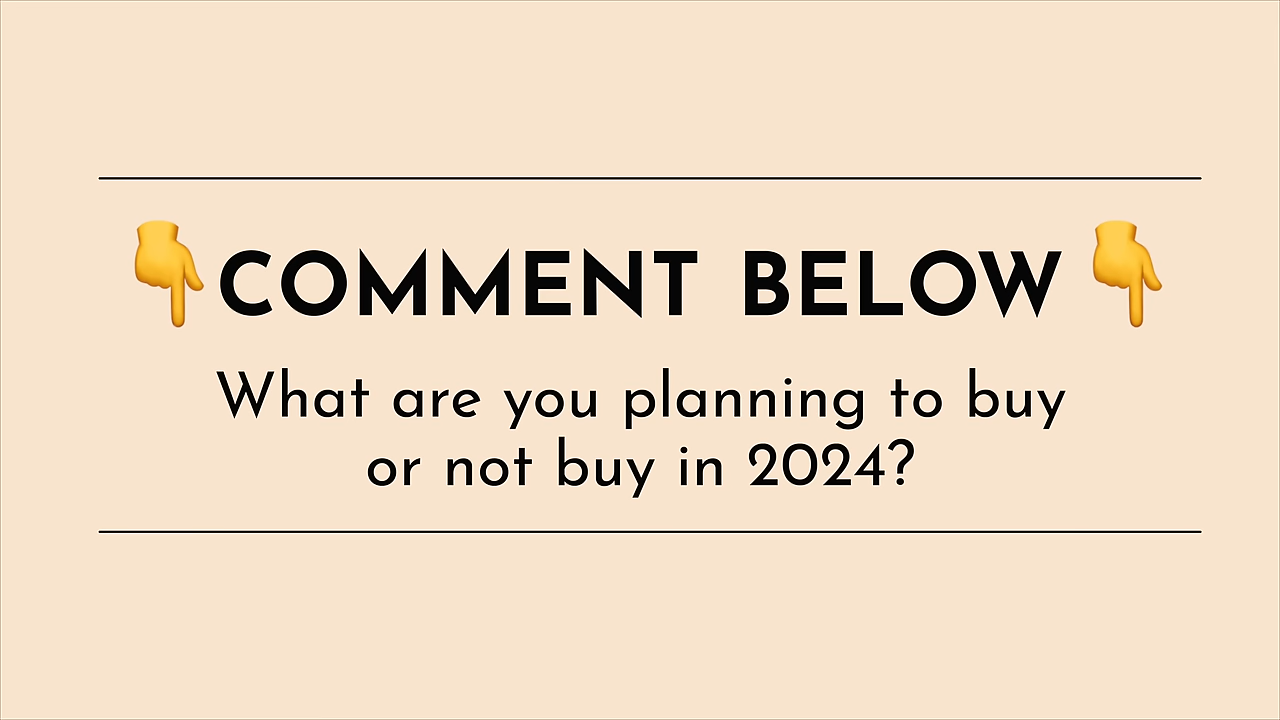 👇COMMENT BELOW👇
What are you planning to buy
or not buy in 2024?